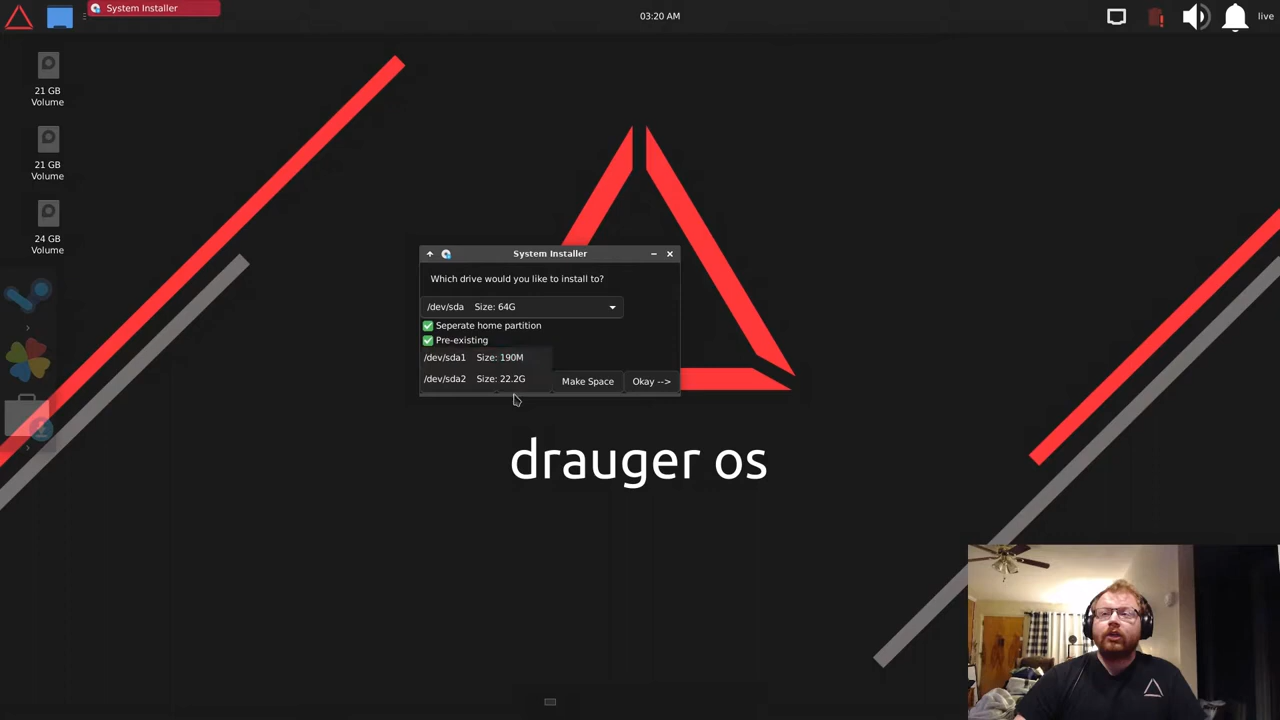 System Installer
03:20 AM
live
21 GB
Volume
21 GB
Volume
24 GB
Volume
System Installer
Which drive would you like to install to?
/dev/sda Size: 64G
Seperate home partition
Pre-existing
/dev/sda1 Size: 190M
/dev/sda2 Size: 22.2G
Make Space
Okay -->
drauger os